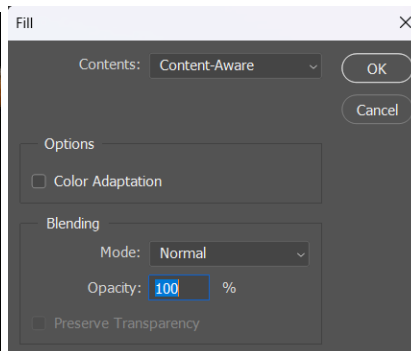 Fill
Contents: Content-Aware
OK
Cancel
Options
Color Adaptation
Blending
Mode: Normal
Opacity: 100 %
Preserve Transparency